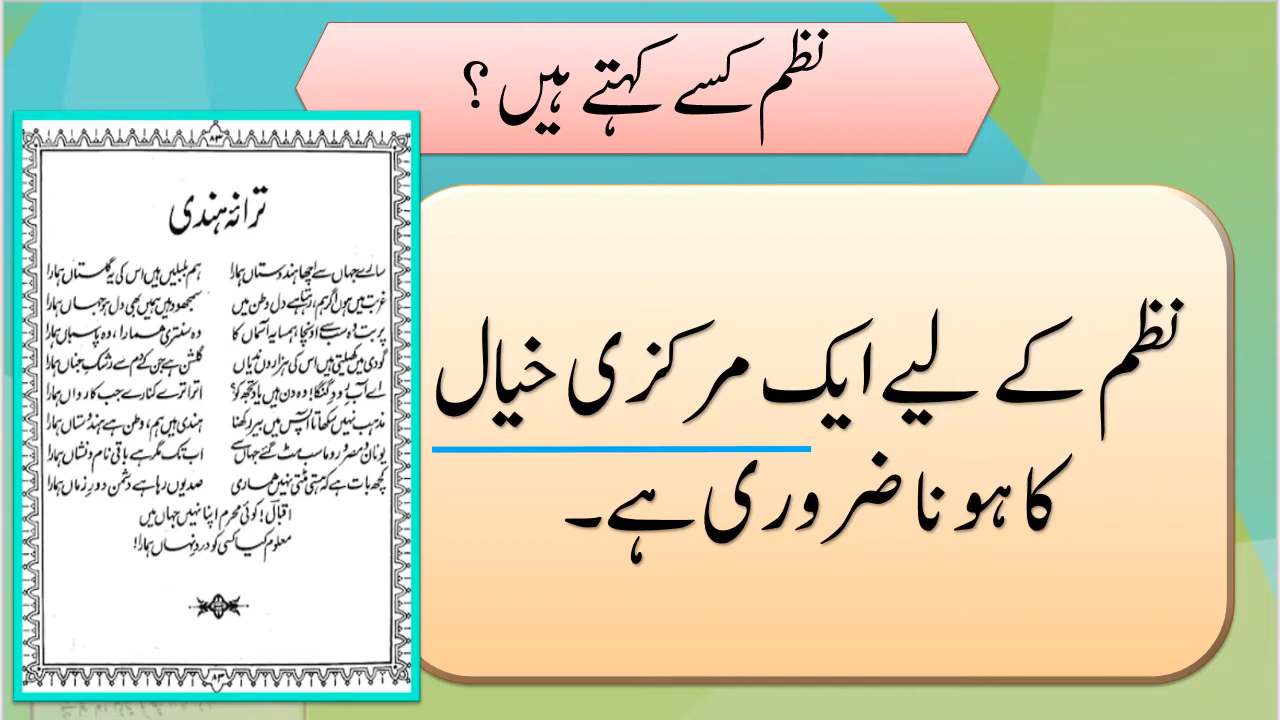 نظم کسے کہتے ہیں ؟
نظم کے لیے ایک مرکزی خیال
کا ہونا ضروری ہے۔
۸۳
ترانۂ ہندی
سارے جہاں سے اچھا ہندوستاں ہمارا ہم بلبلیں ہیں اس کی یہ گلستاں ہمارا
غربت میں ہوں اگر ہم، رہتا ہے دل وطن میں سمجھو وہیں ہمیں بھی دل ہو جہاں ہمارا
پربت وہ سب سے اونچا ہمسایہ آسماں کا وہ سنتری ہمارا، وہ پاسباں ہمارا
گودی میں کھیلتی ہیں اس کی ہزاروں ندیاں گلشن ہے جن کے دم سے رشکِ جناں ہمارا
اے آبِ رودِ گنگا! وہ دن ہیں یاد تجھ کو؟ اترا ترے کنارے جب کارواں ہمارا
مذہب نہیں سکھاتا آپس میں بیر رکھنا ہندی ہیں ہم، وطن ہے ہندوستاں ہمارا
یونان و مصر و روما سب مٹ گئے جہاں سے اب تک مگر ہے باقی نام و نشاں ہمارا
کچھ بات ہے کہ ہستی مٹتی نہیں ہماری صدیوں رہا ہے دشمن دورِ زماں ہمارا
اقبال! کوئی محرم اپنا نہیں جہاں میں
معلوم کیا کسی کو دردِ نہاں ہمارا!
۸۳